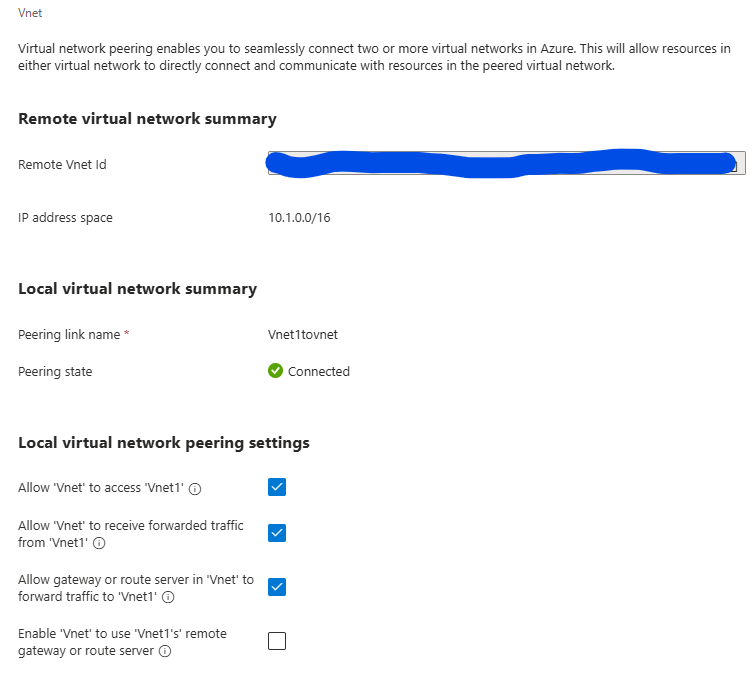 Vnet
Virtual network peering enables you to seamlessly connect two or more virtual networks in Azure. This will allow resources in
either virtual network to directly connect and communicate with resources in the peered virtual network.
Remote virtual network summary
Remote Vnet Id
IP address space
10.1.0.0/16
Local virtual network summary
Peering link name *
Vnet1tovnet
Peering state
Connected
Local virtual network peering settings
Allow 'Vnet' to access 'Vnet1'
Allow 'Vnet' to receive forwarded traffic
from 'Vnet1'
Allow gateway or route server in 'Vnet' to
forward traffic to 'Vnet1'
Enable 'Vnet' to use 'Vnet1's' remote
gateway or route server